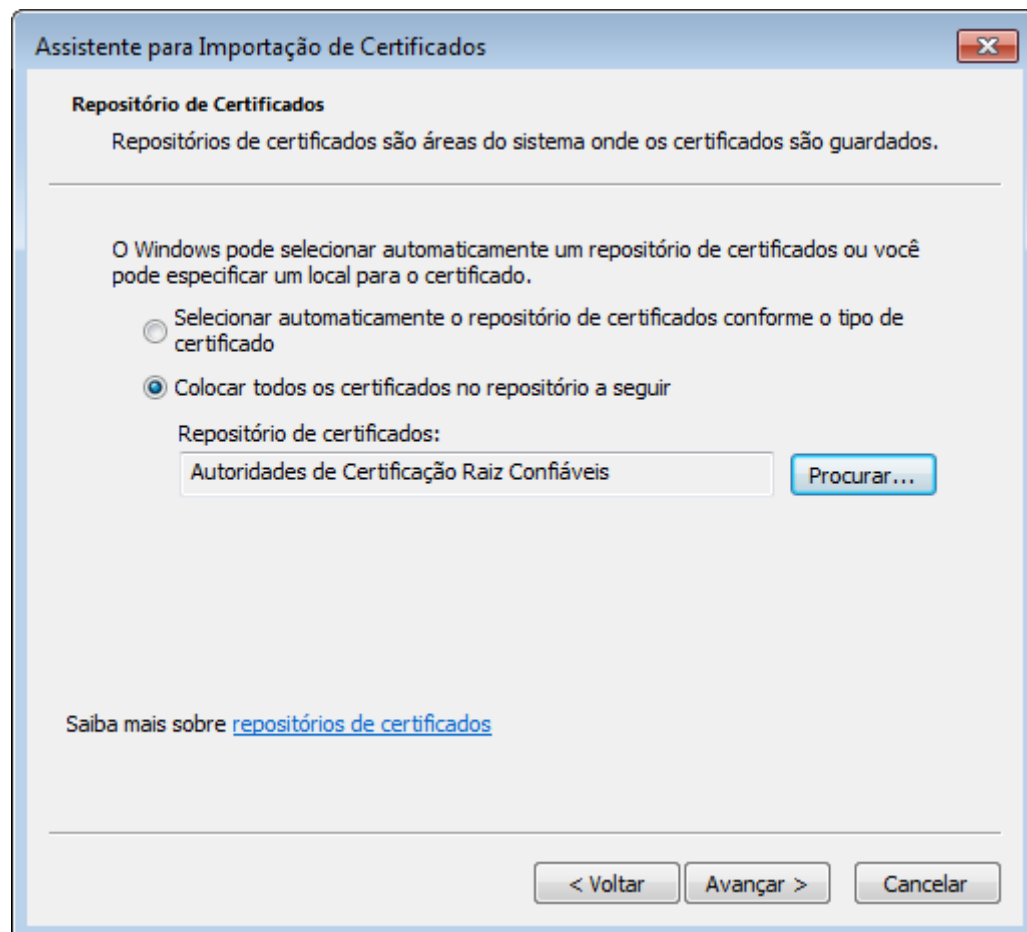 Assistente para Importação de Certificados
Repositório de Certificados
Repositórios de certificados são áreas do sistema onde os certificados são guardados.
O Windows pode selecionar automaticamente um repositório de certificados ou você
pode especificar um local para o certificado.
Selecionar automaticamente o repositório de certificados conforme o tipo de
certificado
Colocar todos os certificados no repositório a seguir
Repositório de certificados:
Autoridades de Certificação Raiz Confiáveis
Procurar...
Saiba mais sobre repositórios de certificados
< Voltar
Avançar >
Cancelar